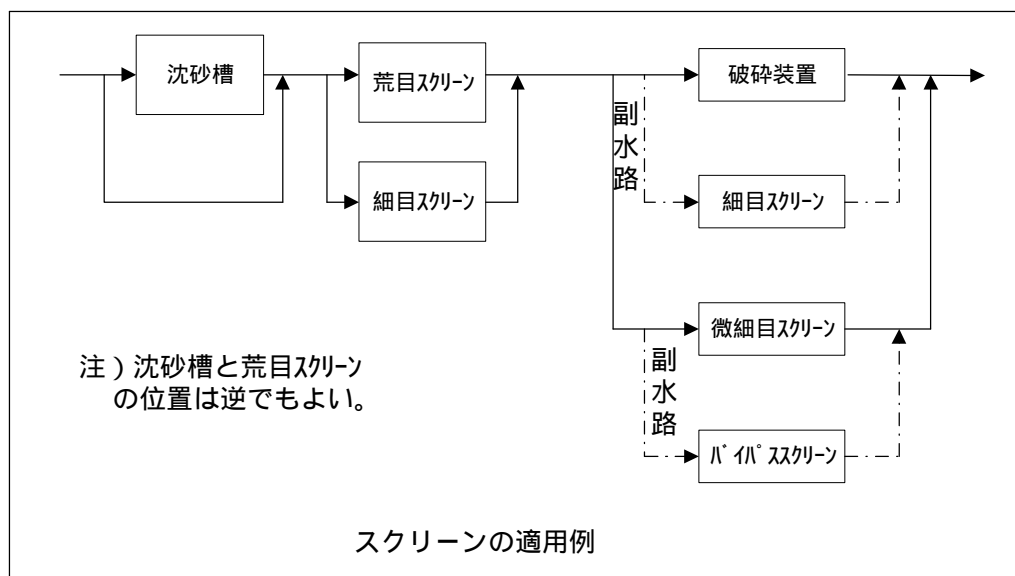 沈砂槽
荒目ｽｸﾘｰﾝ
細目ｽｸﾘｰﾝ
副水路
破砕装置
細目ｽｸﾘｰﾝ
副水路
微細目ｽｸﾘｰﾝ
ﾊﾞｲﾊﾟｽｽｸﾘｰﾝ
注）沈砂槽と荒目ｽｸﾘｰﾝ
の位置は逆でもよい。
スクリーンの適用例